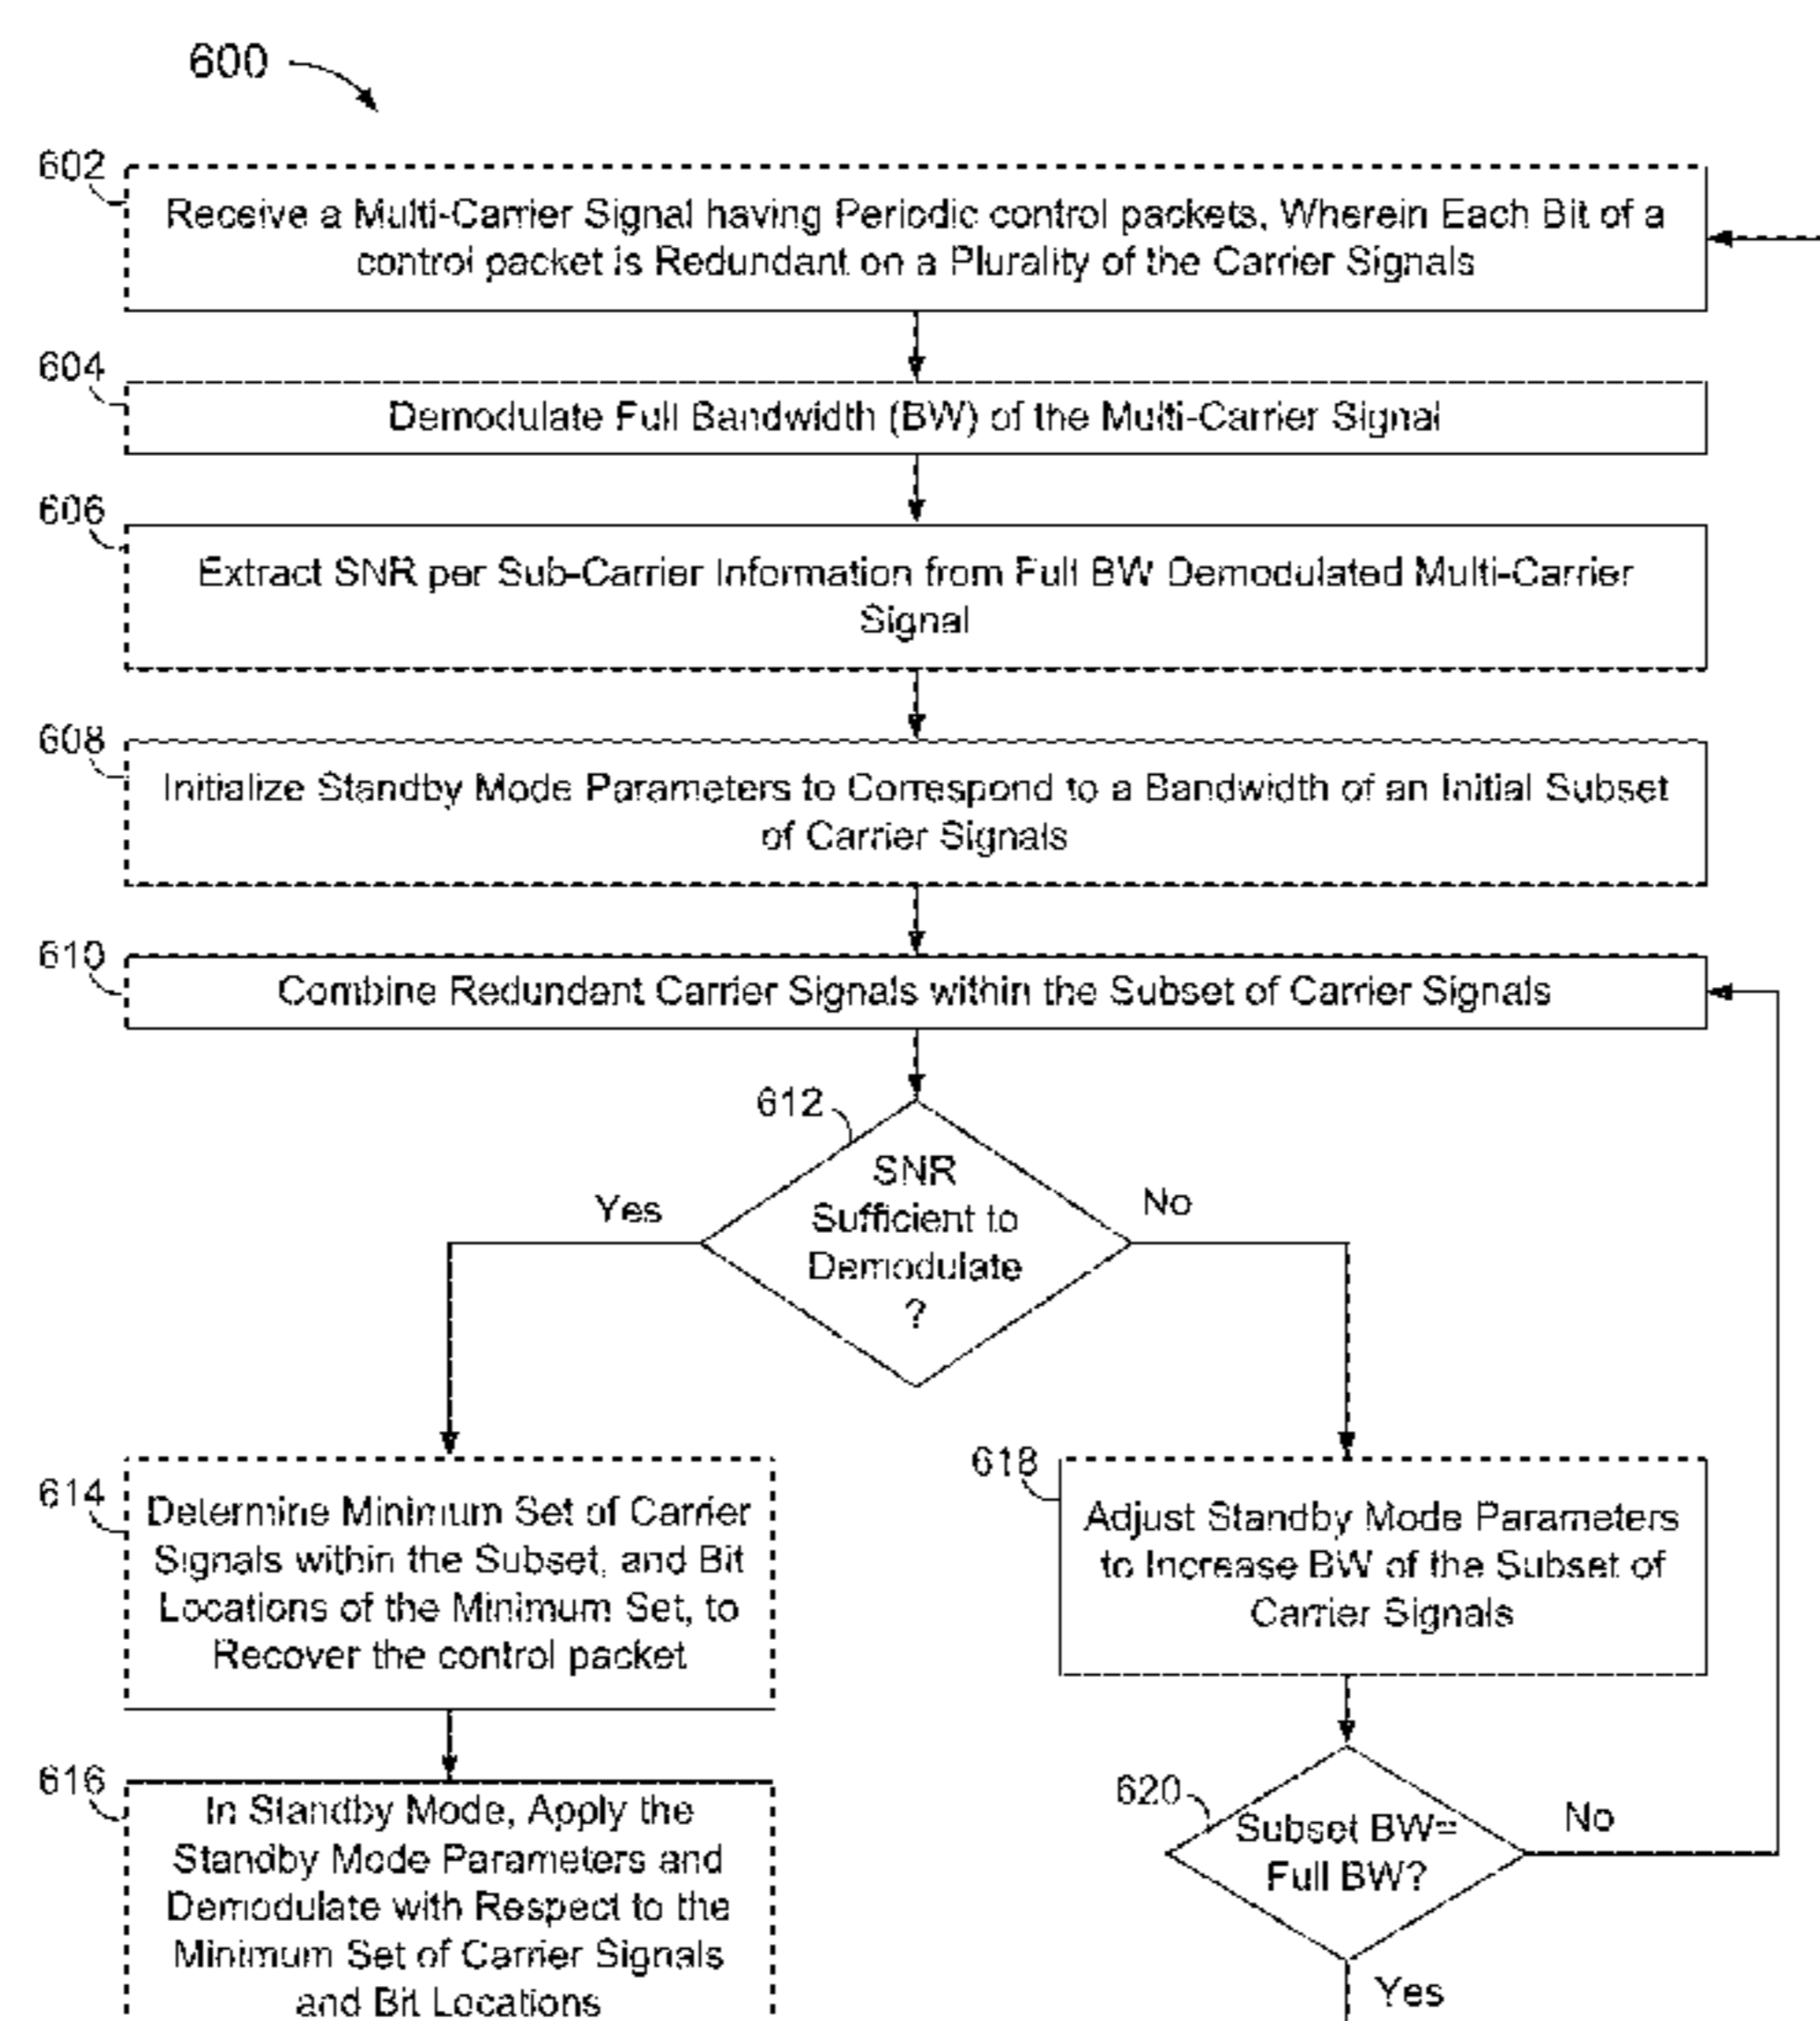 600
602
Receive a Multi-Carrier Signal having Periodic control packets, Wherein Each Bit of a
control packet is Redundant on a Plurality of the Carrier Signals
604
Demodulate Full Bandwidth (BW) of the Multi-Carrier Signal
606
Extract SNR per Sub-Carrier Information from Full BW Demodulated Multi-Carrier
Signal
608
Initialize Standby Mode Parameters to Correspond to a Bandwidth of an Initial Subset
of Carrier Signals
610
Combine Redundant Carrier Signals within the Subset of Carrier Signals
612
SNR
Sufficient to
Demodulate
?
Yes
No
614
Determine Minimum Set of Carrier
Signals within the Subset, and Bit
Locations of the Minimum Set, to
Recover the control packet
618
Adjust Standby Mode Parameters
to Increase BW of the Subset of
Carrier Signals
616
In Standby Mode, Apply the
Standby Mode Parameters and
Demodulate with Respect to the
Minimum Set of Carrier Signals
and Bit Locations
620
Subset BW=
Full BW?
No
Yes